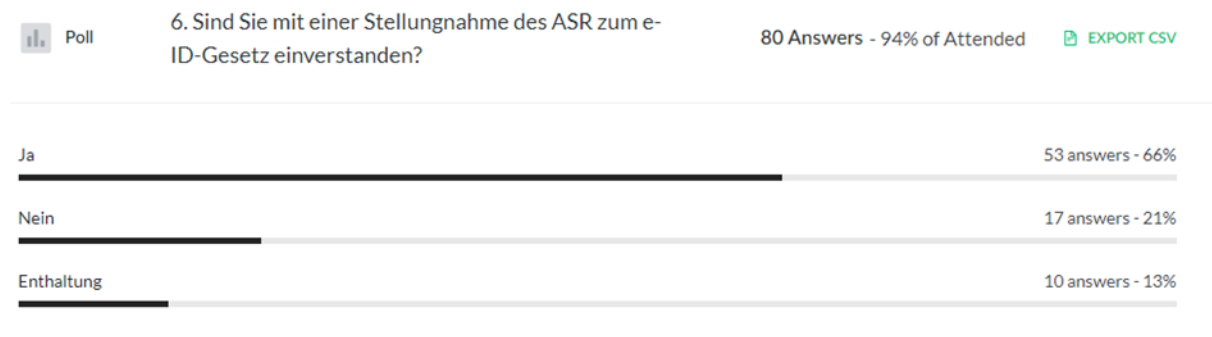 Poll
6. Sind Sie mit einer Stellungnahme des ASR zum e-
ID-Gesetz einverstanden?
80 Answers - 94% of Attended
EXPORT CSV
Ja
53 answers - 66%
Nein
17 answers - 21%
Enthaltung
10 answers - 13%